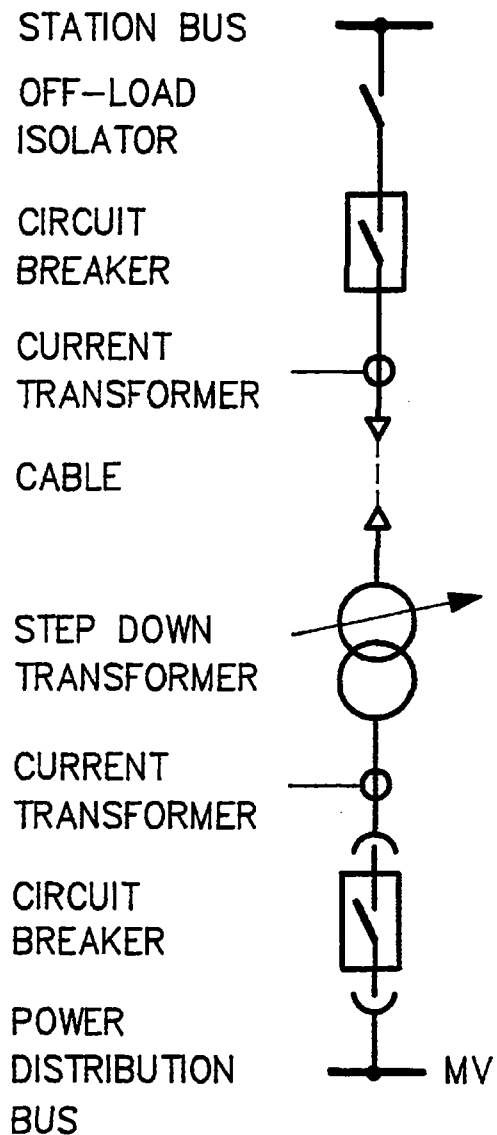 STATION BUS
OFF-LOAD
ISOLATOR
CIRCUIT
BREAKER
CURRENT
TRANSFORMER
CABLE
STEP DOWN
TRANSFORMER
CURRENT
TRANSFORMER
CIRCUIT
BREAKER
POWER
DISTRIBUTION
BUS
MV